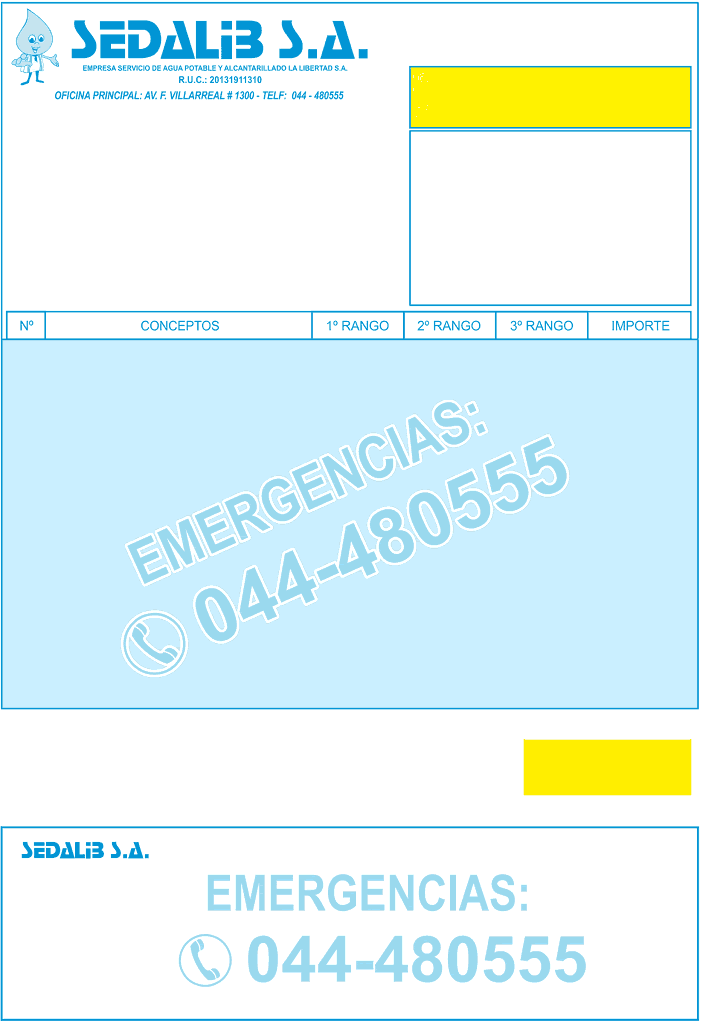 SEDALIB S.A.
EMPRESA SERVICIO DE AGUA POTABLE Y ALCANTARILLADO LA LIBERTAD S.A.
R.U.C.: 20131911310
OFICINA PRINCIPAL: AV. F. VILLARREAL # 1300 - TELF: 044 - 480555
Nº CONCEPTOS 1º RANGO 2º RANGO 3º RANGO IMPORTE
EMERGENCIAS:
044-480555
SEDALIB S.A.
EMERGENCIAS:
044-480555